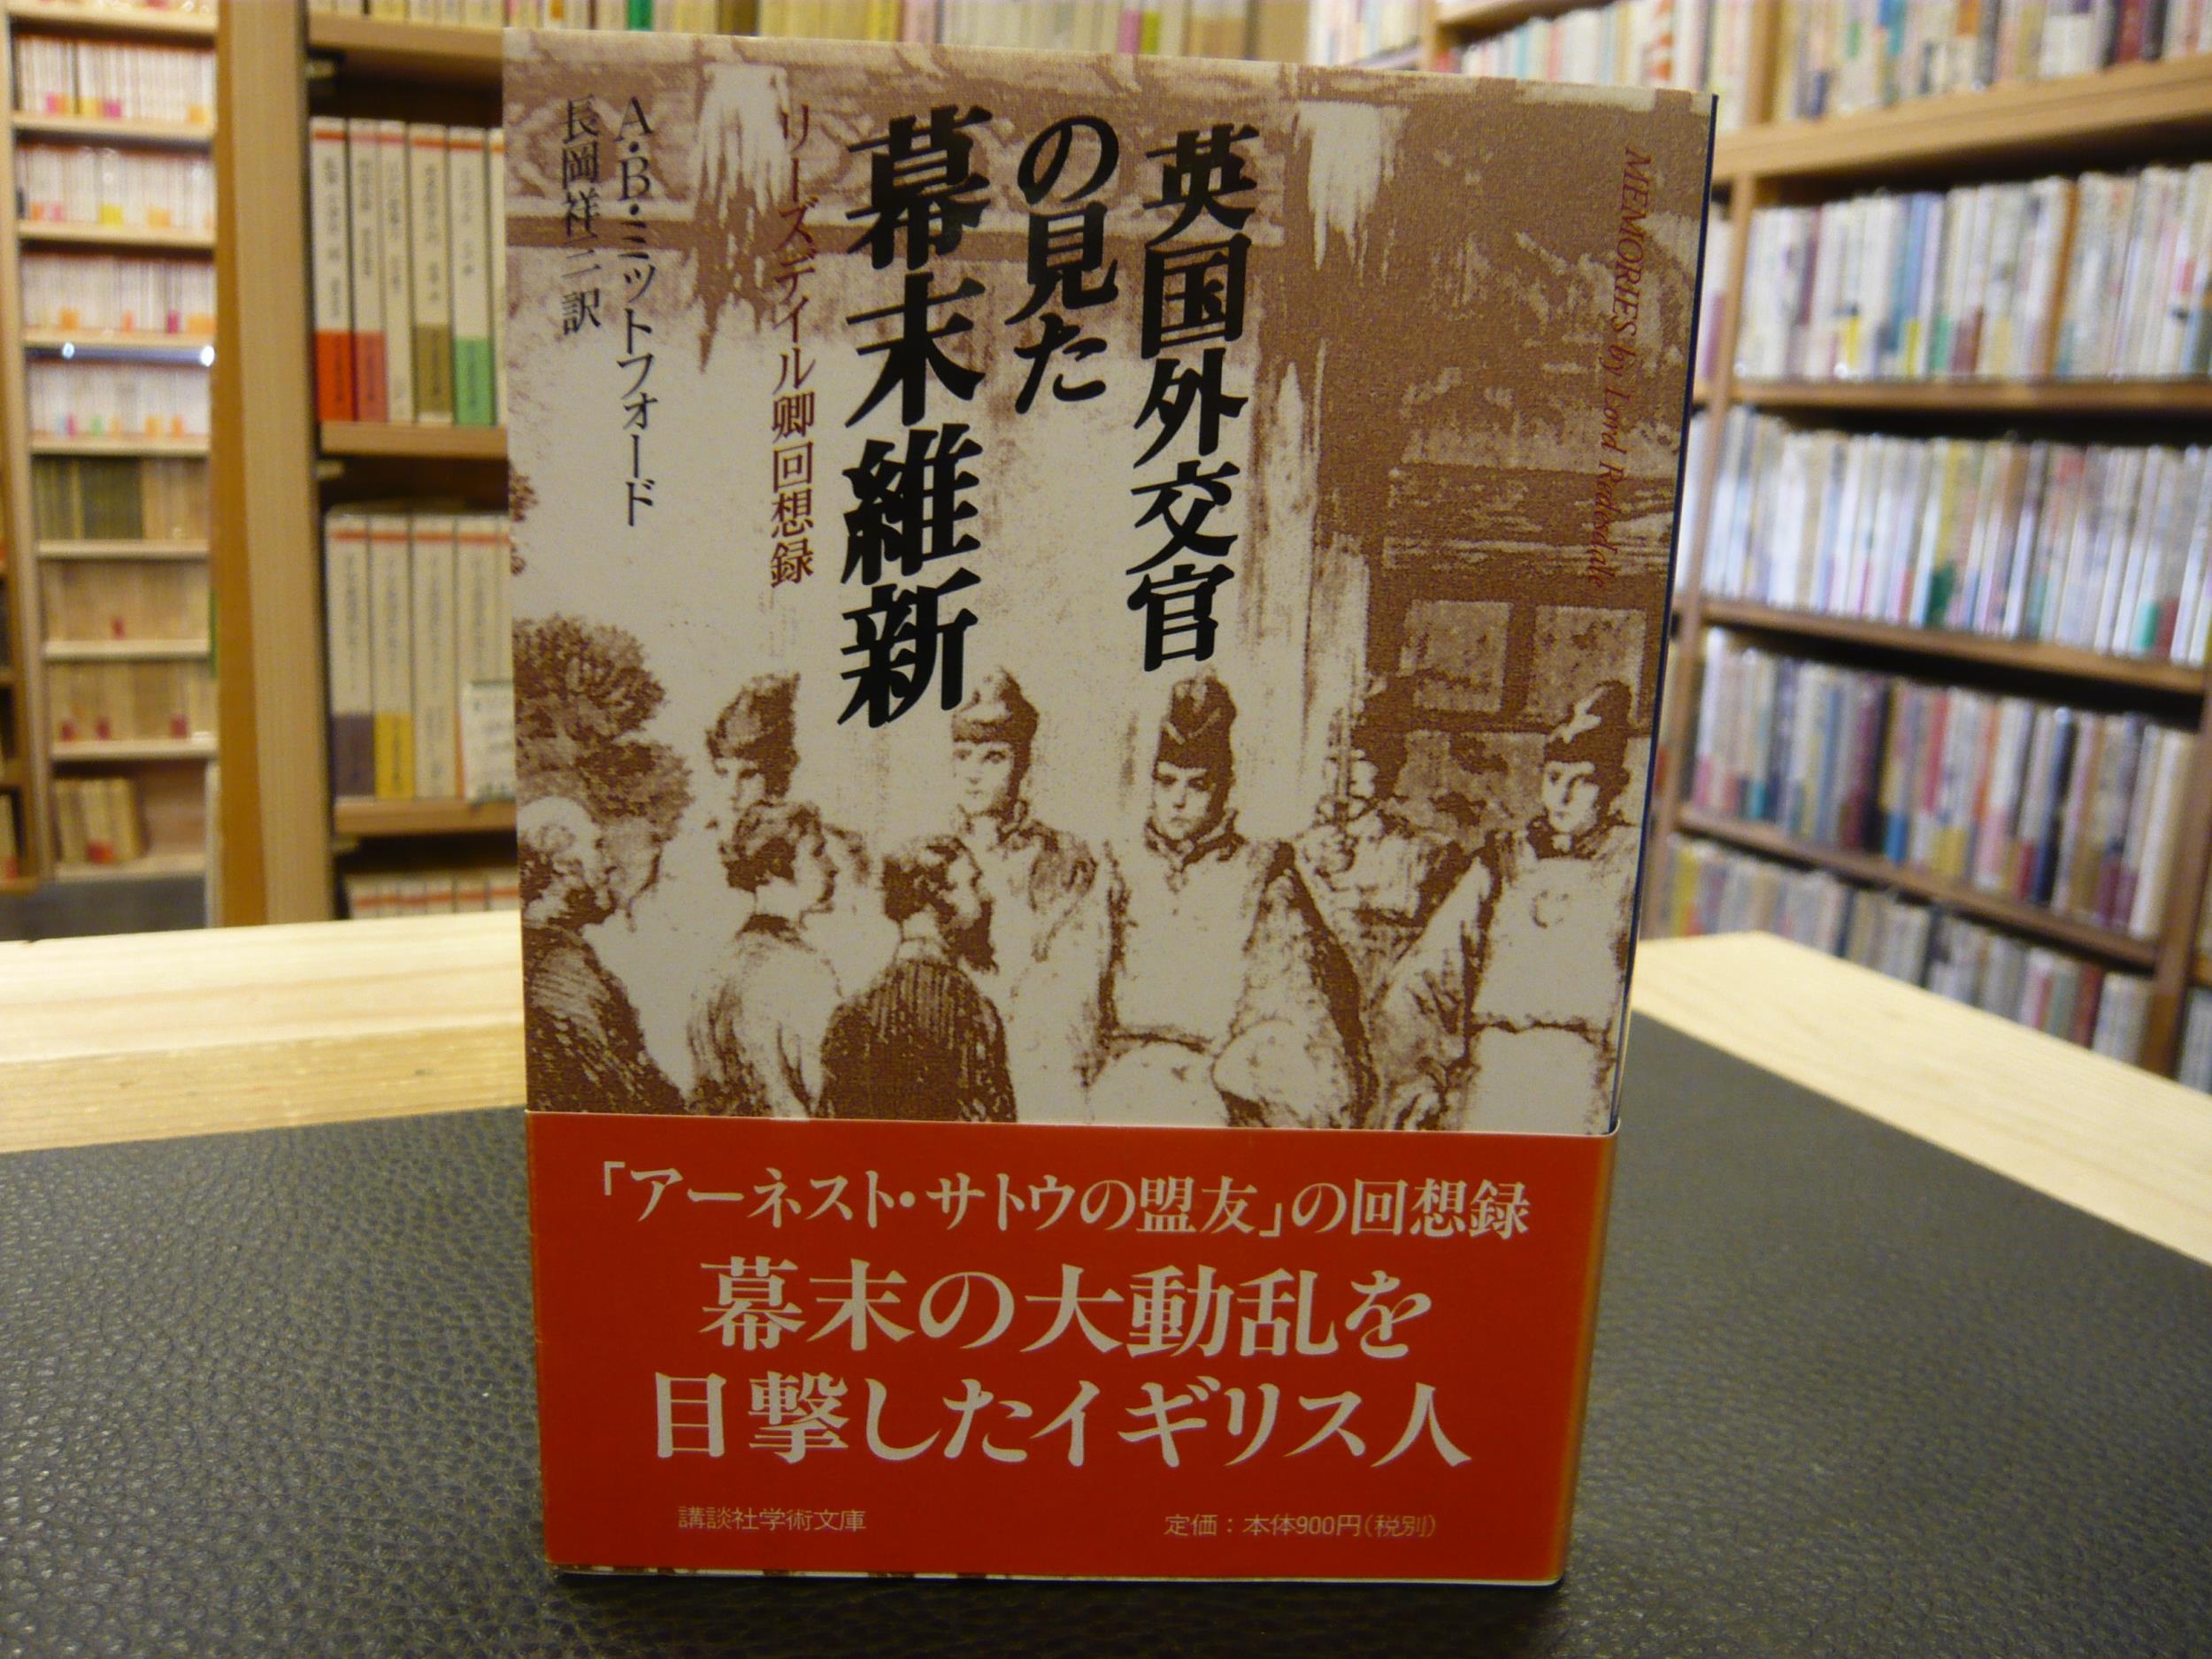 MEMORIES by Lord Redesdale
英国外交官
の見た
幕末維新
リーズデイル卿回想録
A・B・ミットフォード
長岡祥三訳
「アーネスト・サトウの盟友」の回想録
幕末の大動乱を
目撃したイギリス人
講談社学術文庫
定価：本体900円(税別)